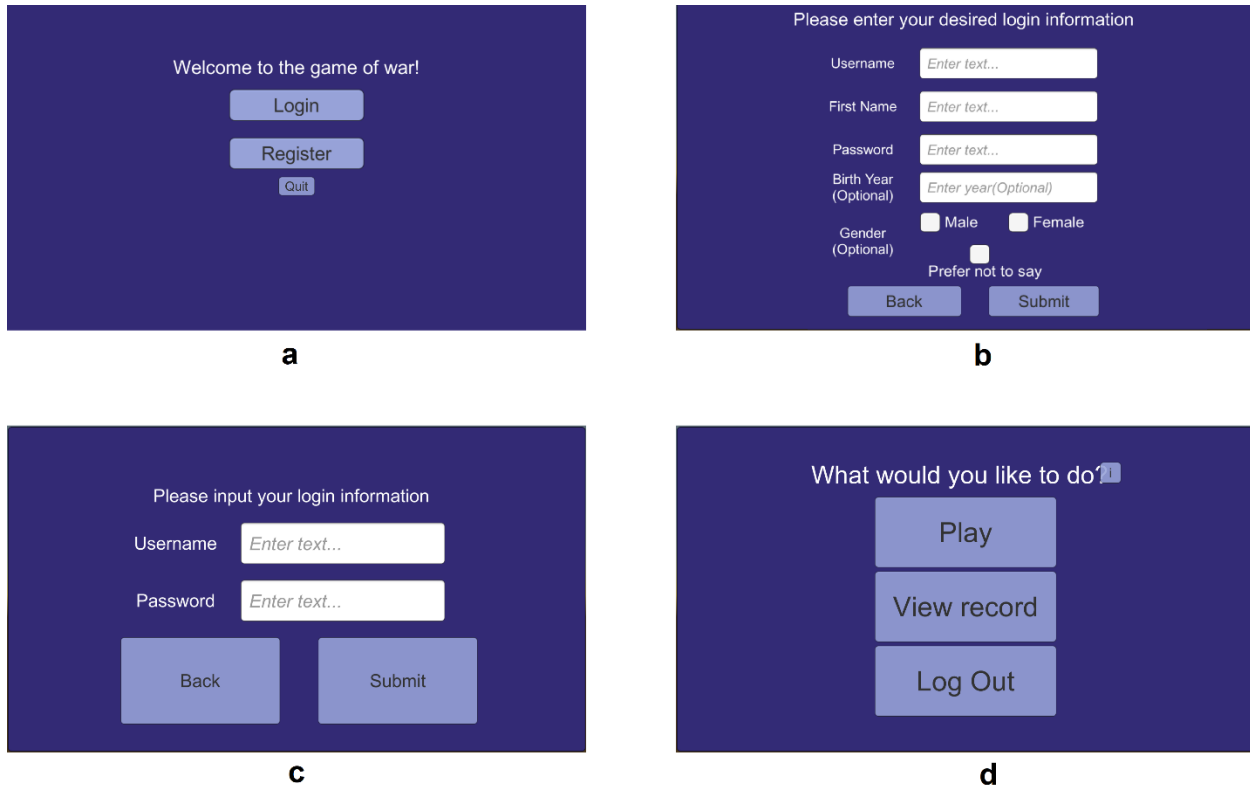 Welcome to the game of war!
Login
Register
Quit
a
Please enter your desired login information
Username Enter text...
First Name Enter text...
Password Enter text...
Birth Year
(Optional) Enter year(Optional)
Male Female
Gender
(Optional)
Prefer not to say
Back Submit
b
Please input your login information
Username Enter text...
Password Enter text...
Back Submit
c
What would you like to do? i
Play
View record
Log Out
d